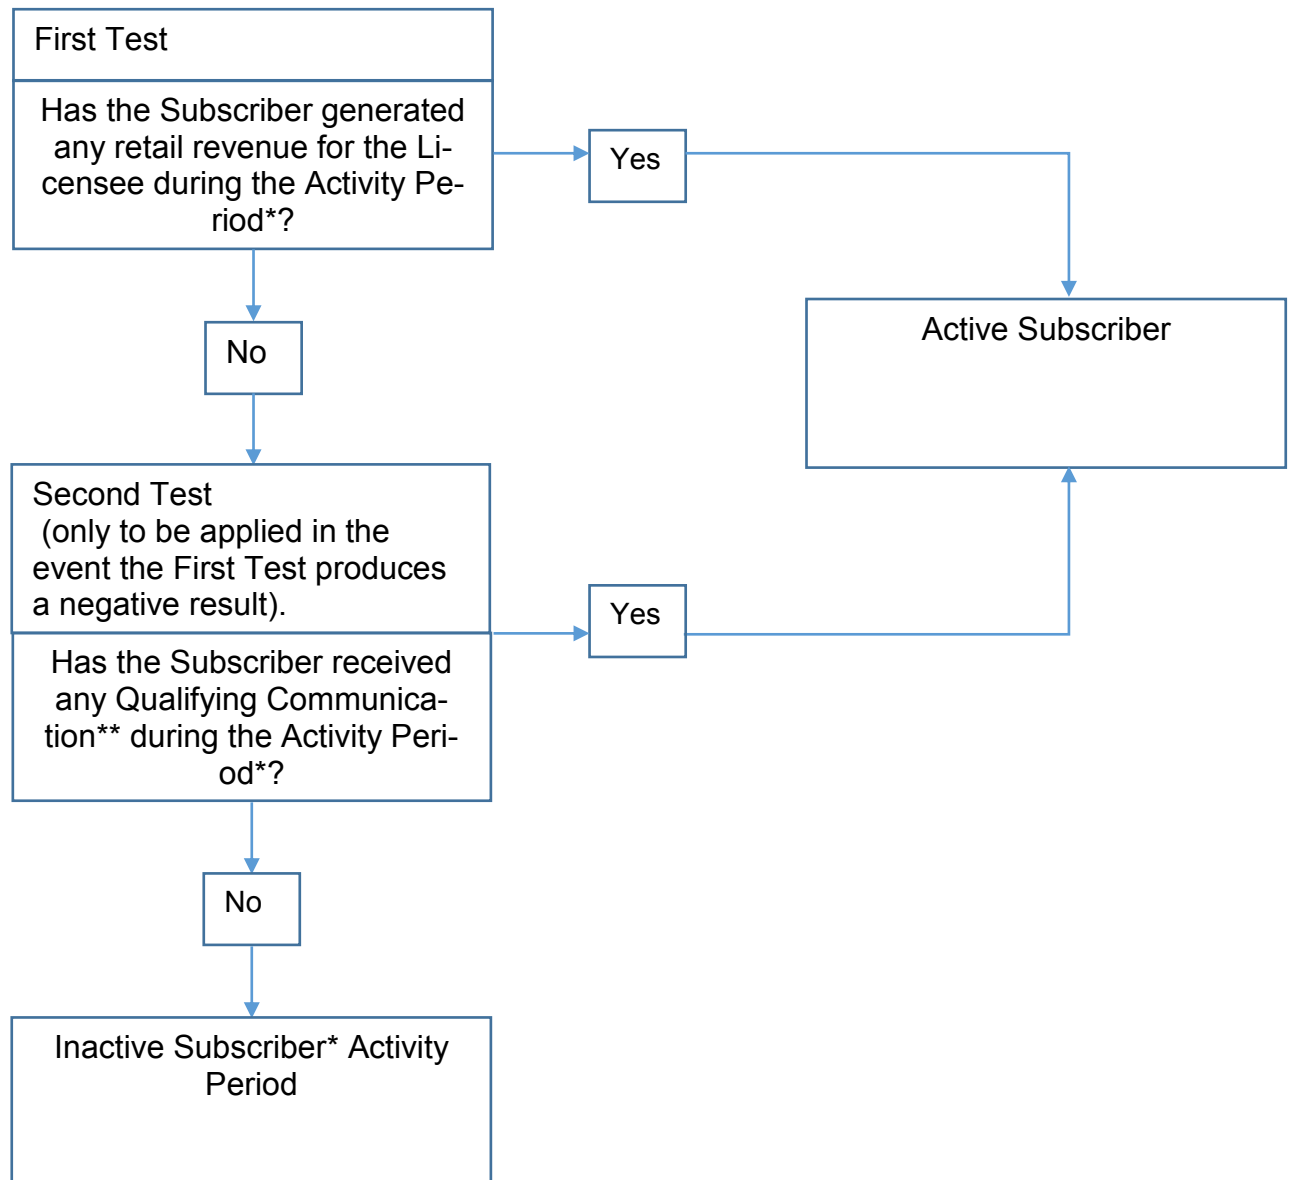 First Test
Has the Subscriber generated
any retail revenue for the Li-
censee during the Activity Pe-
riod*?
Yes
No
Active Subscriber
Second Test
(only to be applied in the
event the First Test produces
a negative result).
Yes
Has the Subscriber received
any Qualifying Communica-
tion** during the Activity Peri-
od*?
No
Inactive Subscriber* Activity
Period